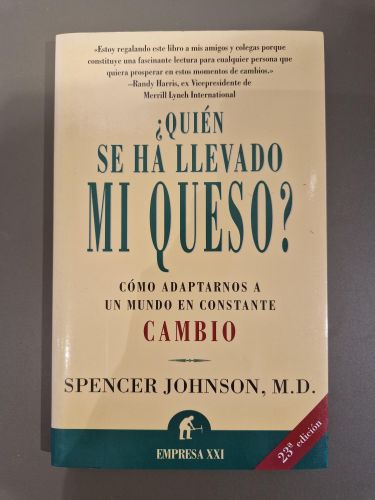 «Estoy regalando este libro a mis amigos y colegas porque
constituye una fascinante lectura para cualquier persona que
quiera prosperar en estos momentos de cambios.»
—Randy Harris, ex Vicepresidente de
Merrill Lynch International
¿QUIÉN
SE HA LLEVADO
MI QUESO?
CÓMO ADAPTARNOS A
UN MUNDO EN CONSTANTE
CAMBIO
SPENCER JOHNSON, M.D.
23ª edición
EMPRESA XXI